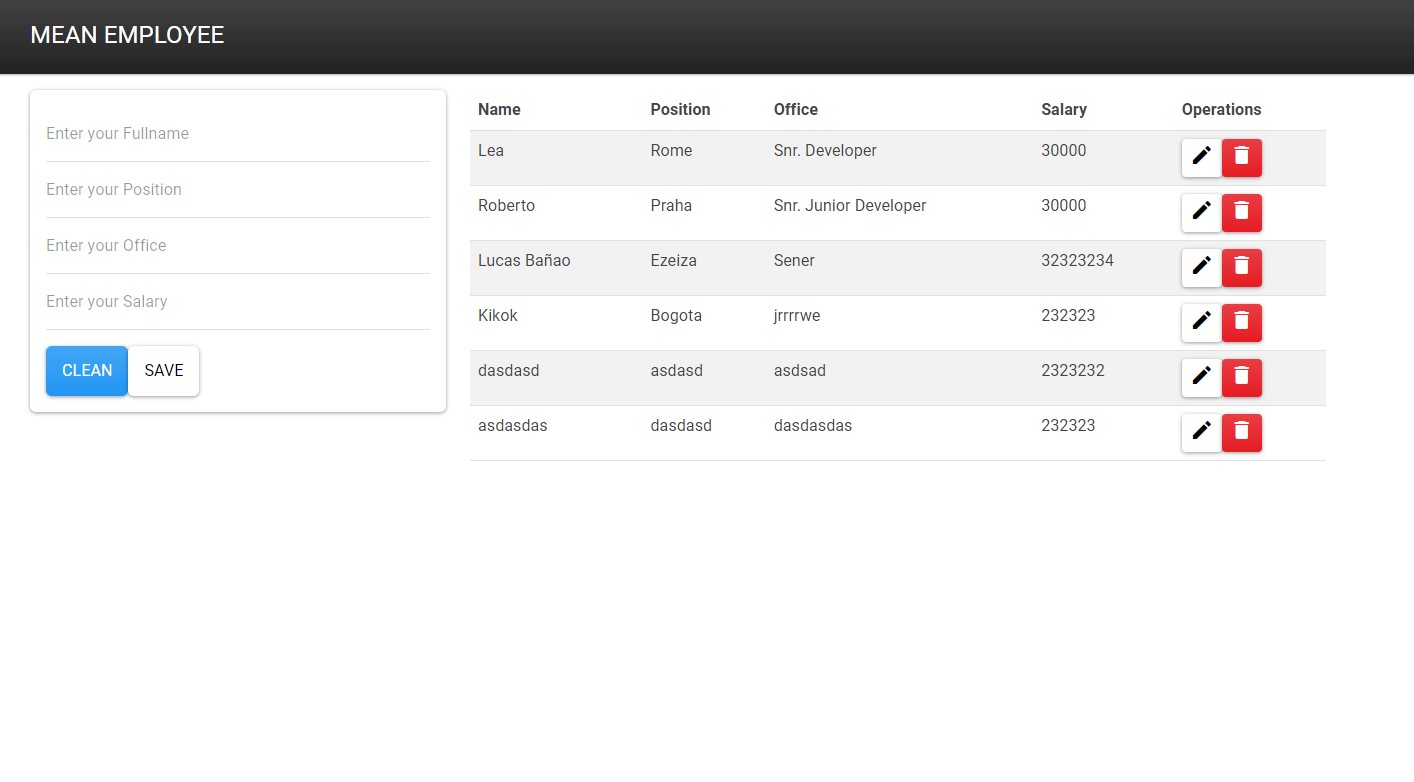 MEAN EMPLOYEE
Enter your Fullname
Enter your Position
Enter your Office
Enter your Salary
CLEAN SAVE
Name Position Office Salary Operations
Lea Rome Snr. Developer 30000
Roberto Praha Snr. Junior Developer 30000
Lucas Bañao Ezeiza Sener 32323234
Kikok Bogota jrrrrwe 232323
dasdasd asdasd asdsad 2323232
asdasdas dasdasd dasdasdas 232323